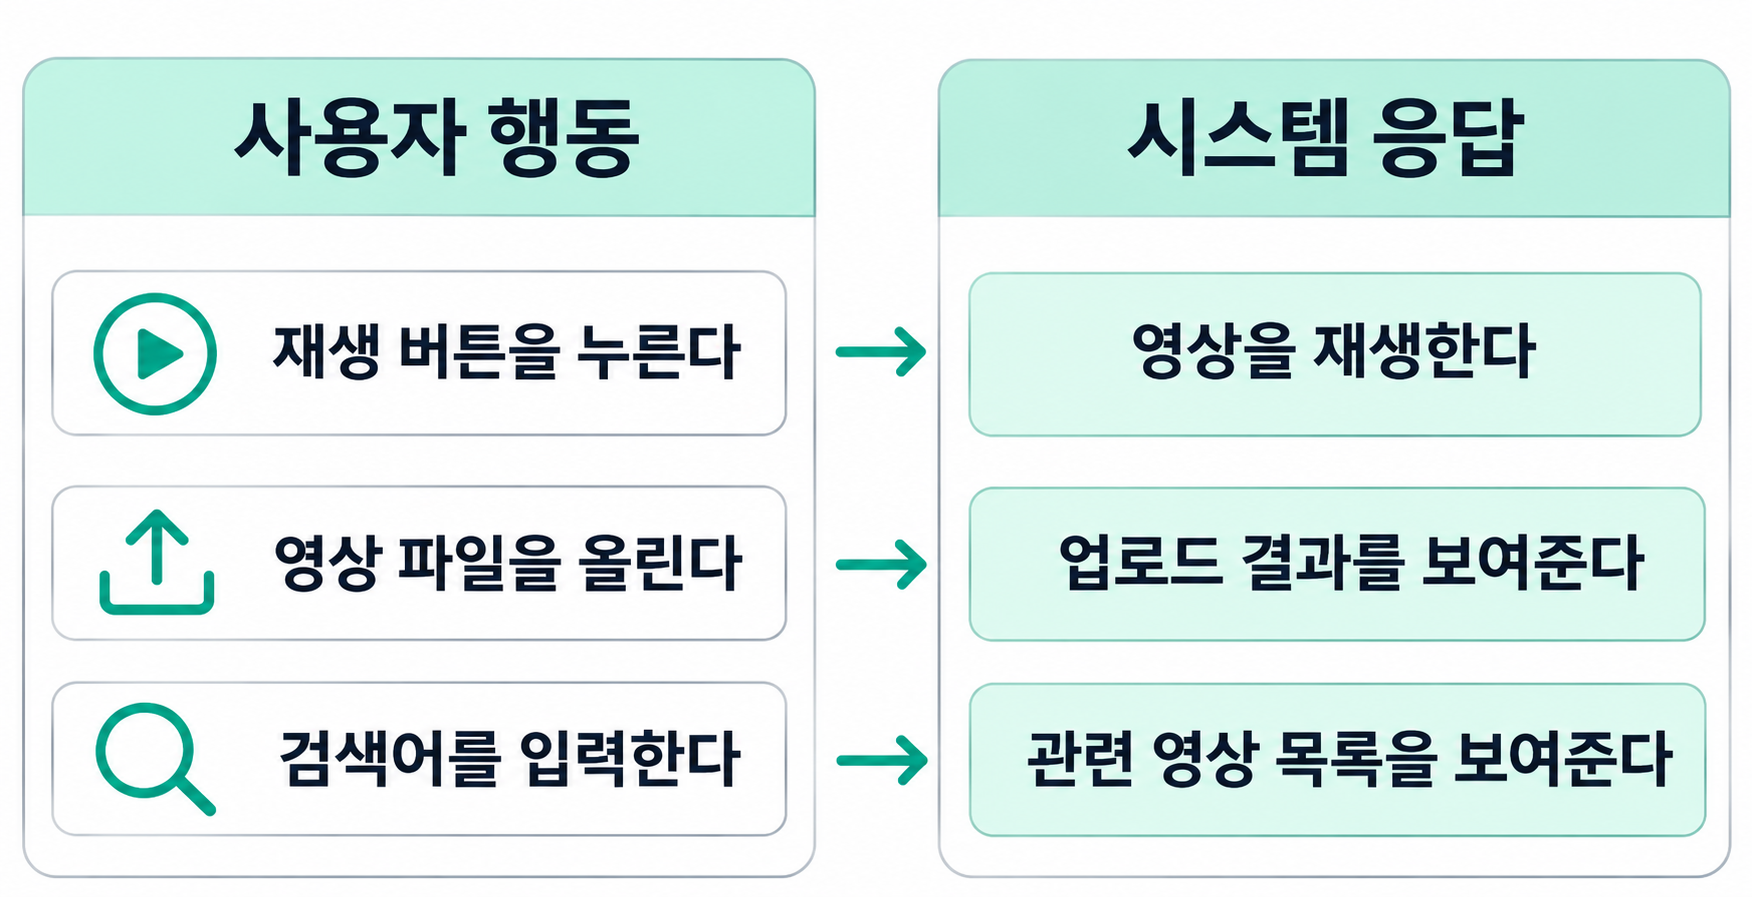 사용자 행동
시스템 응답
재생 버튼을 누른다
영상을 재생한다
영상 파일을 올린다
업로드 결과를 보여준다
검색어를 입력한다
관련 영상 목록을 보여준다